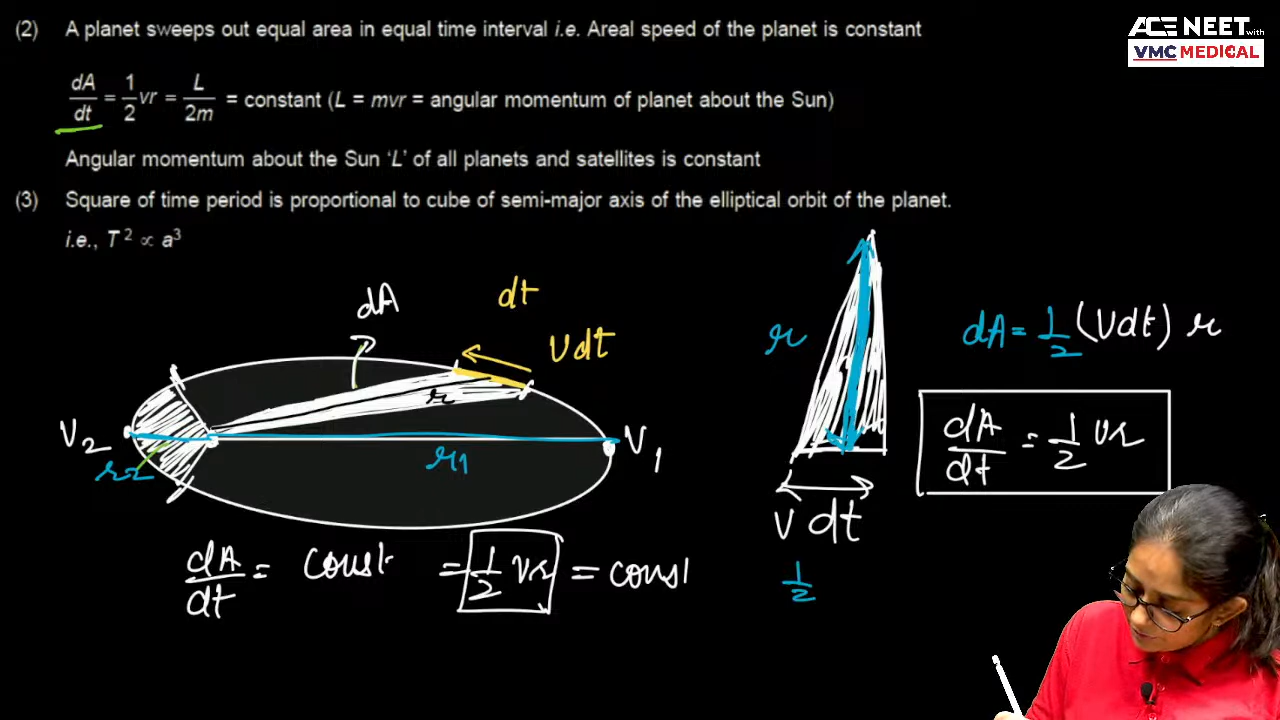 ACE NEET with
VMC MEDICAL
(2) A planet sweeps out equal area in equal time interval i.e. Areal speed of the planet is constant
dA/dt = 1/2 vr = L/2m = constant (L = mvr = angular momentum of planet about the Sun)
Angular momentum about the Sun 'L' of all planets and satellites is constant
(3) Square of time period is proportional to cube of semi-major axis of the elliptical orbit of the planet.
i.e., T² ∝ a³
dA
dt
Vdt
r
V₂
r₂
r₁
V₁
r
V dt
dA = 1/2 (Vdt) r
dA/dt = 1/2 vr
dA/dt = const = 1/2 vr = const
1/2